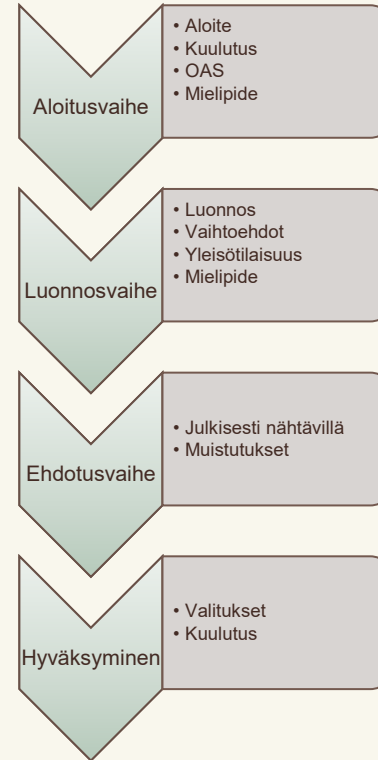 Aloitusvaihe
• Aloite
• Kuulutus
• OAS
• Mielipide
Luonnosvaihe
• Luonnos
• Vaihtoehdot
• Yleisötilaisuus
• Mielipide
Ehdotusvaihe
• Julkisesti nähtävillä
• Muistutukset
Hyväksyminen
• Valitukset
• Kuulutus